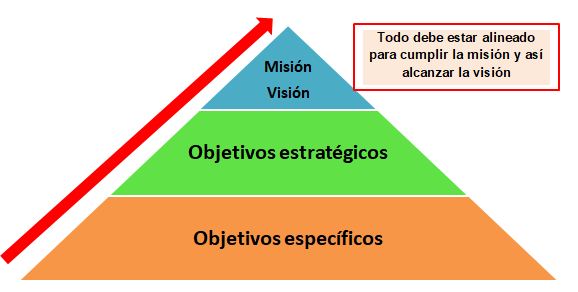 Todo debe estar alineado
para cumplir la misión y así
alcanzar la visión
Misión
Visión
Objetivos estratégicos
Objetivos específicos